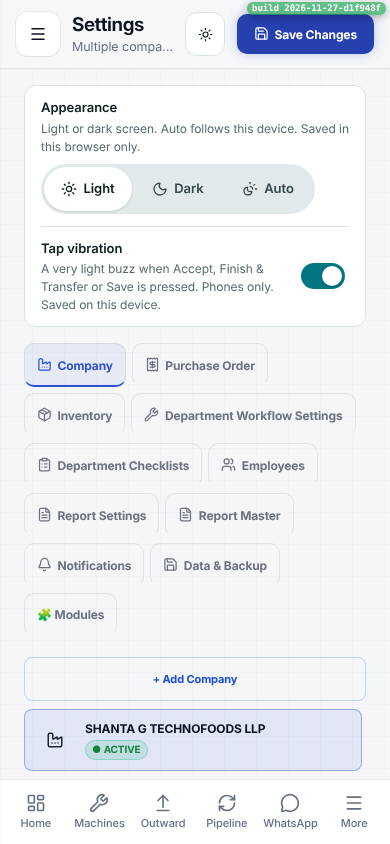 build 2026-11-27-d1f948f
Settings
Multiple compa...
Save Changes
Appearance
Light or dark screen. Auto follows this device. Saved in
this browser only.
Light
Dark
Auto
Tap vibration
A very light buzz when Accept, Finish &
Transfer or Save is pressed. Phones only.
Saved on this device.
Company
Purchase Order
Inventory
Department Workflow Settings
Department Checklists
Employees
Report Settings
Report Master
Notifications
Data & Backup
Modules
+ Add Company
SHANTA G TECHNOFOODS LLP
ACTIVE
Home
Machines
Outward
Pipeline
WhatsApp
More